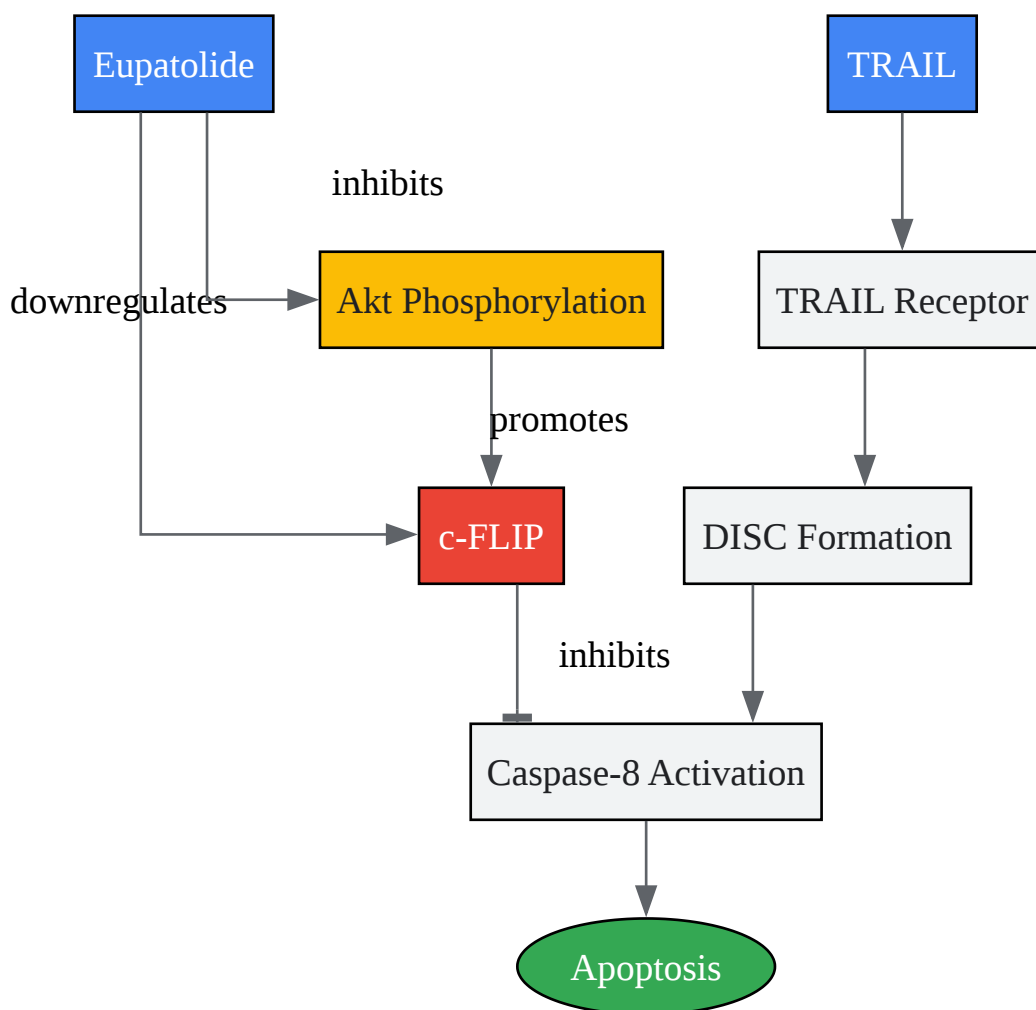 Eupatolide
TRAIL
inhibits
downregulates
Akt Phosphorylation
TRAIL Receptor
promotes
c-FLIP
DISC Formation
inhibits
Caspase-8 Activation
Apoptosis